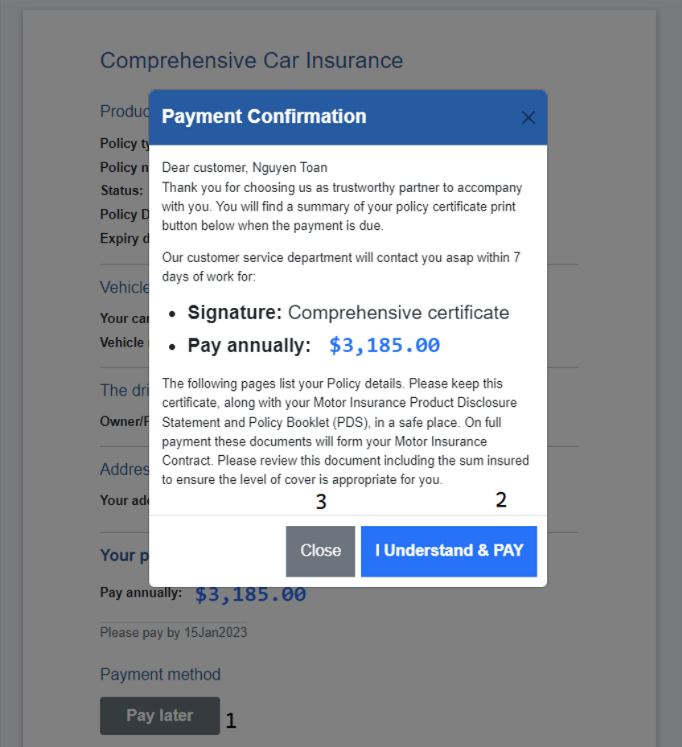 Comprehensive Car Insurance
Produc
Payment Confirmation
Policy ty
Policy n
Status:
Policy D
Expiry d
Dear customer, Nguyen Toan
Thank you for choosing us as trustworthy partner to accompany
with you. You will find a summary of your policy certificate print
button below when the payment is due.
Our customer service department will contact you asap within 7
days of work for:
• Signature: Comprehensive certificate
• Pay annually: $3,185.00
The following pages list your Policy details. Please keep this
certificate, along with your Motor Insurance Product Disclosure
Statement and Policy Booklet (PDS), in a safe place. On full
payment these documents will form your Motor Insurance
Contract. Please review this document including the sum insured
to ensure the level of cover is appropriate for you.
3 2
Close I Understand & PAY
Vehicle
Your car
Vehicle
The dri
Owner/
Addres
Your add
Your p
Pay annually: $3,185.00
Please pay by 15Jan2023
Payment method
Pay later 1